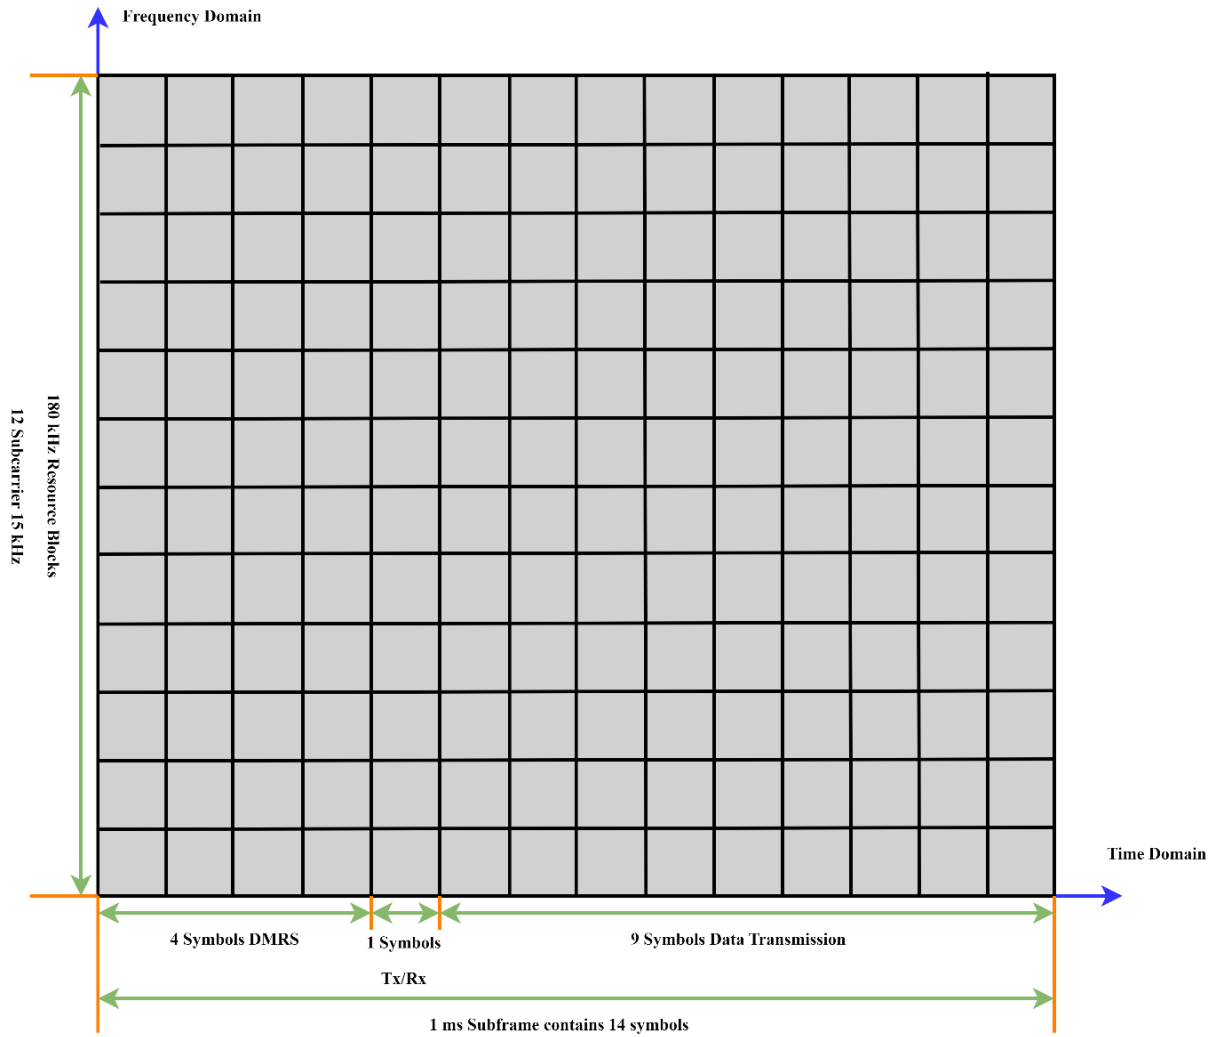 Frequency Domain
180 kHz Resource Blocks
12 Subcarrier 15 kHz
Time Domain
4 Symbols DMRS
1 Symbols
Tx/Rx
9 Symbols Data Transmission
1 ms Subframe contains 14 symbols